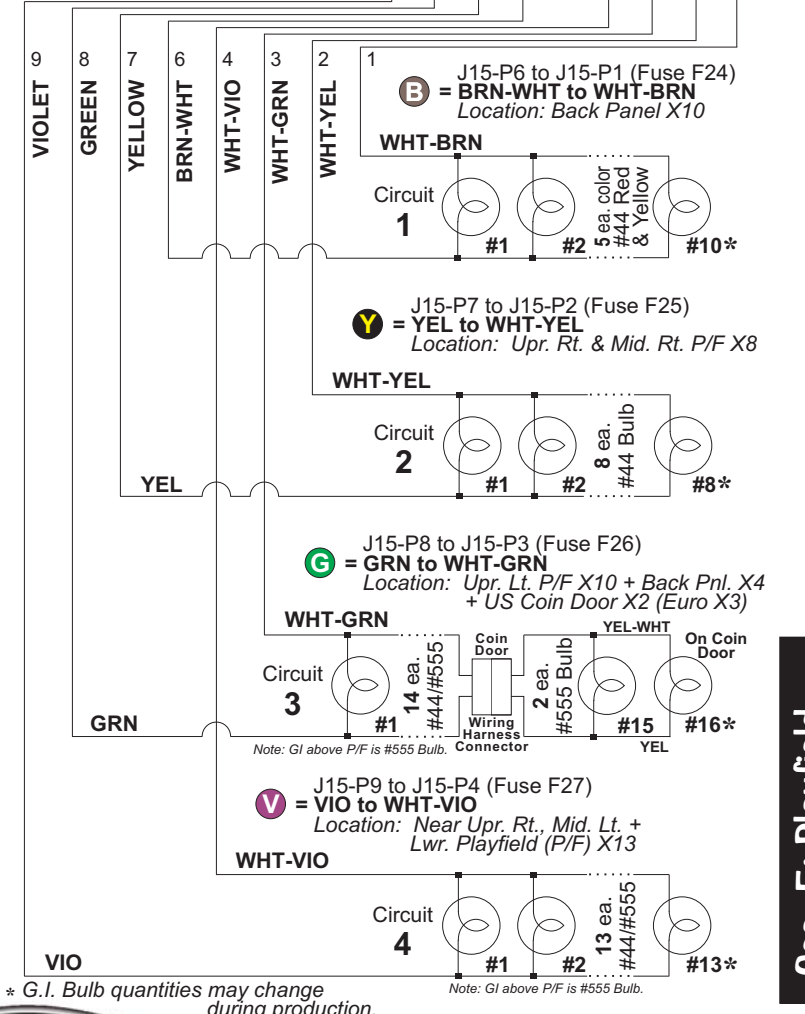 9 8 7 6 4 3 2 1
VIOLET
GREEN
YELLOW
BRN-WHT
WHT-VIO
WHT-GRN
WHT-YEL
J15-P6 to J15-P1 (Fuse F24)
B = BRN-WHT to WHT-BRN
Location: Back Panel X10
WHT-BRN
Circuit
1
#1
#2
5 ea. color
#44 Red
& Yellow
#10*
J15-P7 to J15-P2 (Fuse F25)
Y = YEL to WHT-YEL
Location: Upr. Rt. & Mid. Rt. P/F X8
WHT-YEL
Circuit
2
YEL
#1
#2
8 ea.
#44 Bulb
#8*
J15-P8 to J15-P3 (Fuse F26)
G = GRN to WHT-GRN
Location: Upr. Lt. P/F X10 + Back Pnl. X4
+ US Coin Door X2 (Euro X3)
WHT-GRN
Circuit
3
GRN
#1
14 ea.
#44/#555
Coin
Door
Wiring
Harness
Connector
2 ea.
#555 Bulb
YEL-WHT
On Coin
Door
#15
#16*
YEL
Note: GI above P/F is #555 Bulb.
J15-P9 to J15-P4 (Fuse F27)
V = VIO to WHT-VIO
Location: Near Upr. Rt., Mid. Lt. +
Lwr. Playfield (P/F) X13
WHT-VIO
Circuit
4
VIO
#1
#2
13 ea.
#44/#555
#13*
Note: GI above P/F is #555 Bulb.
* G.I. Bulb quantities may change
during production.